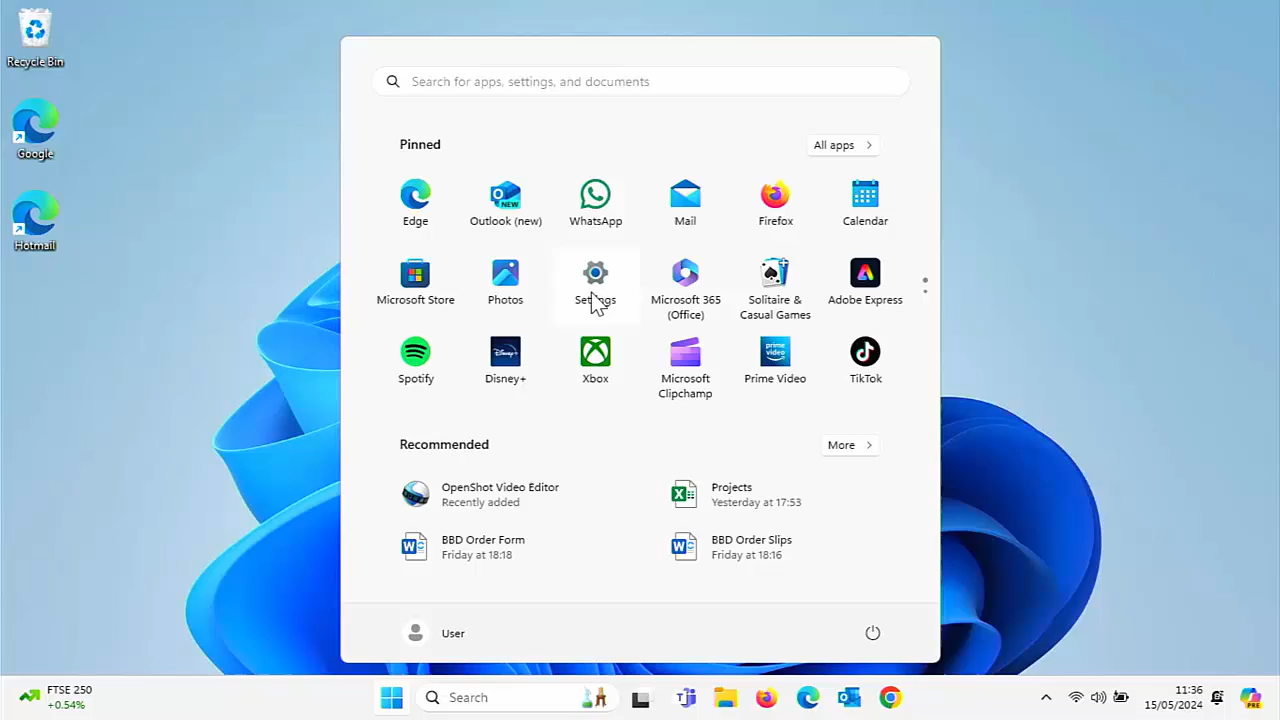 Recycle Bin
Google
Hotmail
Search for apps, settings, and documents
Pinned
All apps
Edge
Outlook (new)
WhatsApp
Mail
Firefox
Calendar
Microsoft Store
Photos
Settings
Microsoft 365
(Office)
Solitaire &
Casual Games
Adobe Express
Spotify
Disney+
Xbox
Microsoft
Clipchamp
Prime Video
TikTok
Recommended
More
OpenShot Video Editor
Recently added
Projects
Yesterday at 17:53
BBD Order Form
Friday at 18:18
BBD Order Slips
Friday at 18:16
User
FTSE 250
+0.54%
Search
11:36
15/05/2024
PRE